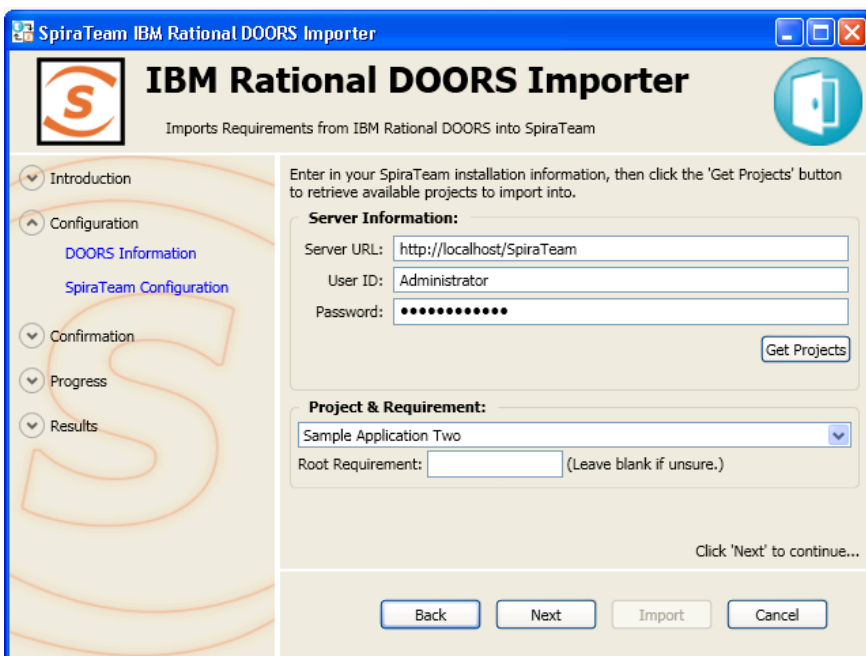 SpiraTeam IBM Rational DOORS Importer
S
IBM Rational DOORS Importer
Imports Requirements from IBM Rational DOORS into SpiraTeam
Introduction
Configuration
DOORS Information
SpiraTeam Configuration
Confirmation
Progress
Results
Enter in your SpiraTeam installation information, then click the 'Get Projects' button
to retrieve available projects to import into.
Server Information:
Server URL: http://localhost/SpiraTeam
User ID: Administrator
Password: ●●●●●●●●●●●●
Get Projects
Project & Requirement:
Sample Application Two
Root Requirement: (Leave blank if unsure.)
Click 'Next' to continue...
Back Next Import Cancel